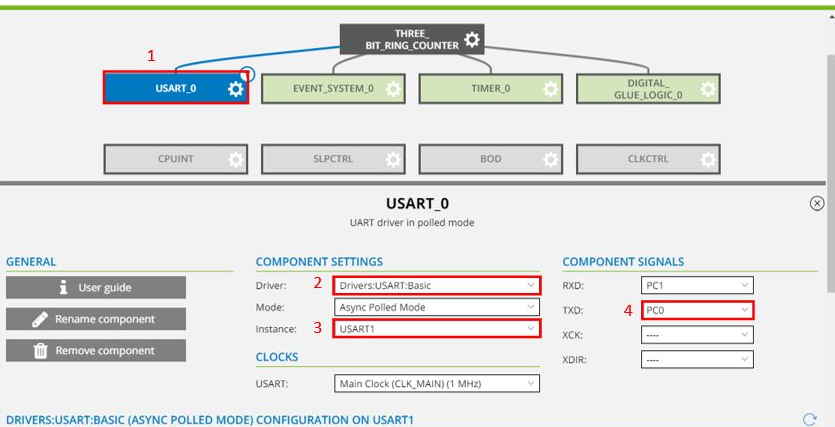 THREE_
BIT_RING_COUNTER
1
USART_0
EVENT_SYSTEM_0
TIMER_0
DIGITAL_
GLUE_LOGIC_0
CPUINT
SLPCTRL
BOD
CLKCTRL
USART_0
UART driver in polled mode
GENERAL
User guide
Rename component
Remove component
COMPONENT SETTINGS
Driver: 2 Drivers:USART:Basic
Mode: Async Polled Mode
Instance: 3 USART1
CLOCKS
USART: Main Clock (CLK_MAIN) (1 MHz)
COMPONENT SIGNALS
RXD: PC1
TXD: 4 PC0
XCK: ----
XDIR: ----
DRIVERS:USART:BASIC (ASYNC POLLED MODE) CONFIGURATION ON USART1